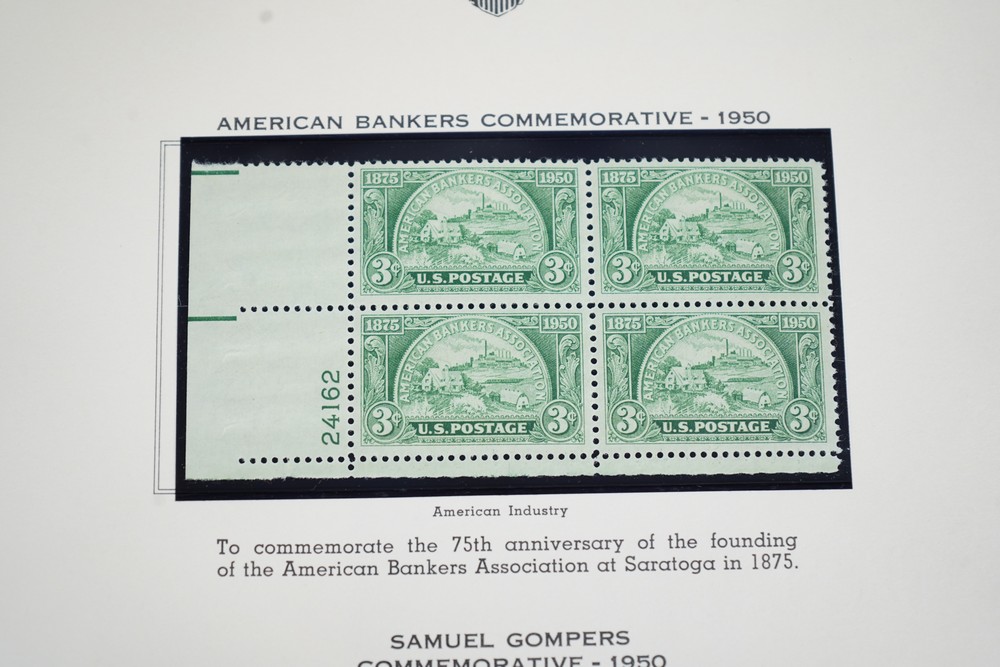 AMERICAN BANKERS COMMEMORATIVE - 1950
1875 1950
AMERICAN BANKERS ASSOCIATION
3¢ U.S. POSTAGE 3¢
1875 1950
AMERICAN BANKERS ASSOCIATION
3¢ U.S. POSTAGE 3¢
1875 1950
AMERICAN BANKERS ASSOCIATION
3¢ U.S. POSTAGE 3¢
1875 1950
AMERICAN BANKERS ASSOCIATION
3¢ U.S. POSTAGE 3¢
24162
American Industry
To commemorate the 75th anniversary of the founding
of the American Bankers Association at Saratoga in 1875.
SAMUEL GOMPERS
COMMEMORATIVE - 1950